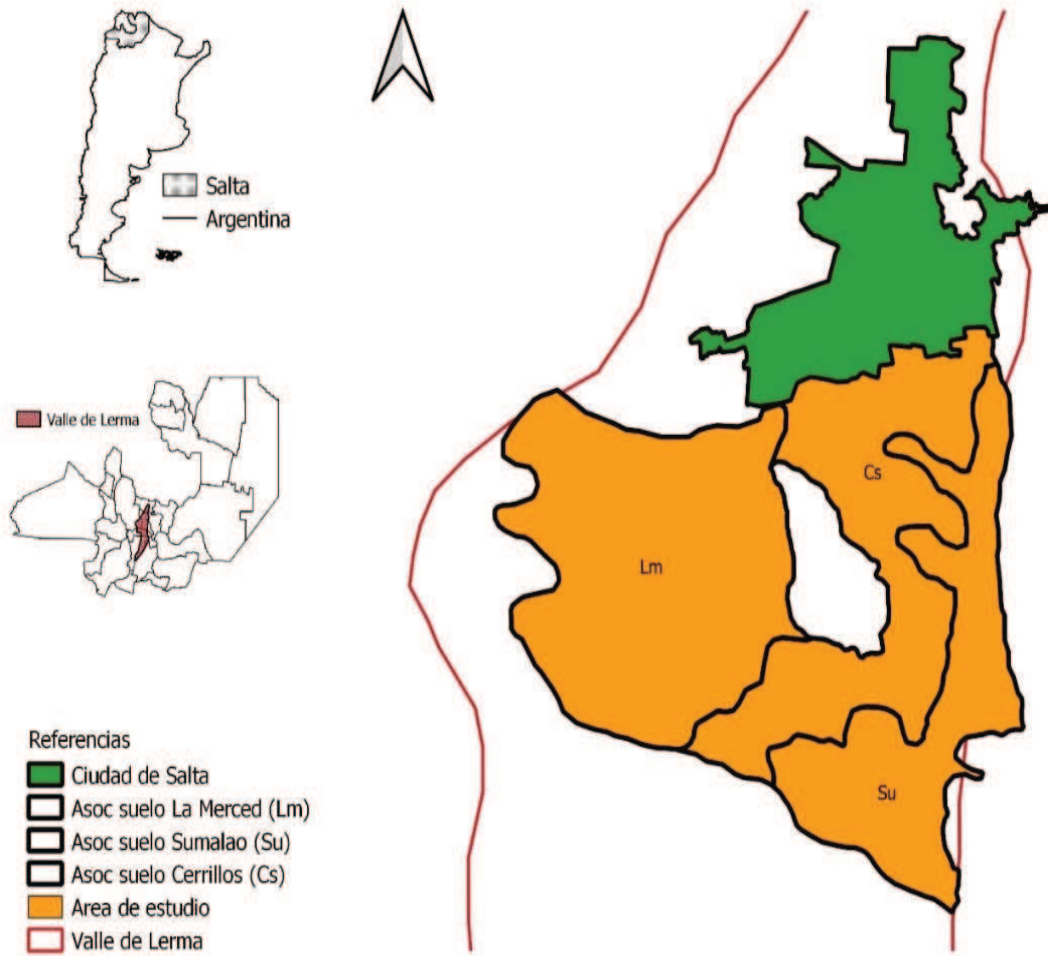 Salta
Argentina
Valle de Lerma
Cs
Lm
Su
Referencias
Ciudad de Salta
Asoc suelo La Merced (Lm)
Asoc suelo Sumalao (Su)
Asoc suelo Cerrillos (Cs)
Area de estudio
Valle de Lerma